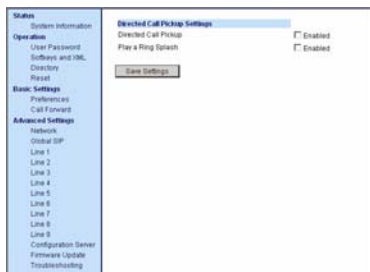 Status
System Information
Operation
User Password
Softkeys and XML
Directory
Reset
Basic Settings
Preferences
Call Forward
Advanced Settings
Network
Global SIP
Line 1
Line 2
Line 3
Line 4
Line 5
Line 6
Line 7
Line 8
Line 9
Configuration Server
Firmware Update
Troubleshooting
Directed Call Pickup Settings
Directed Call Pickup Enabled
Play a Ring Splash Enabled
Save Settings